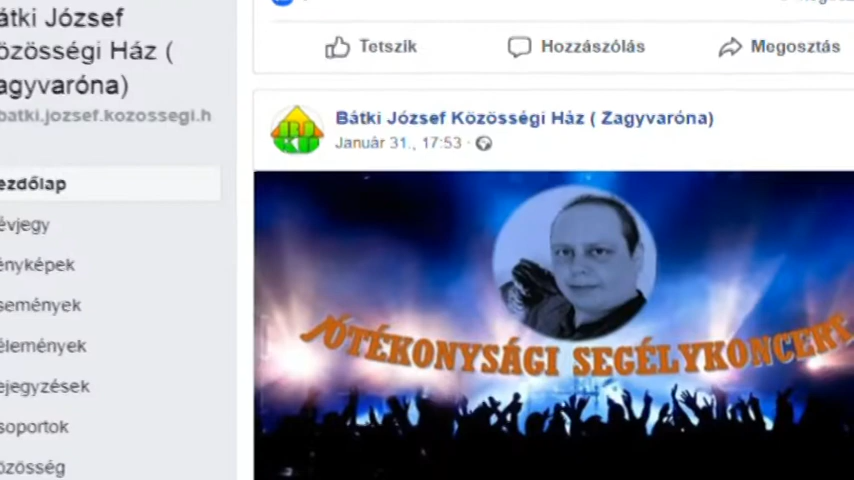 átki József
özösségi Ház (
agyvaróna)
batki.jozsef.kozossegi.h
ezdőlap
évjegy
ényképek
semények
élemények
ejegyzések
soportok
özösség
Tetszik Hozzászólás Megosztás
Bátki József Közösségi Ház ( Zagyvaróna)
Január 31., 17:53 ·
JÓTÉKONYSÁGI SEGÉLYKONCERT